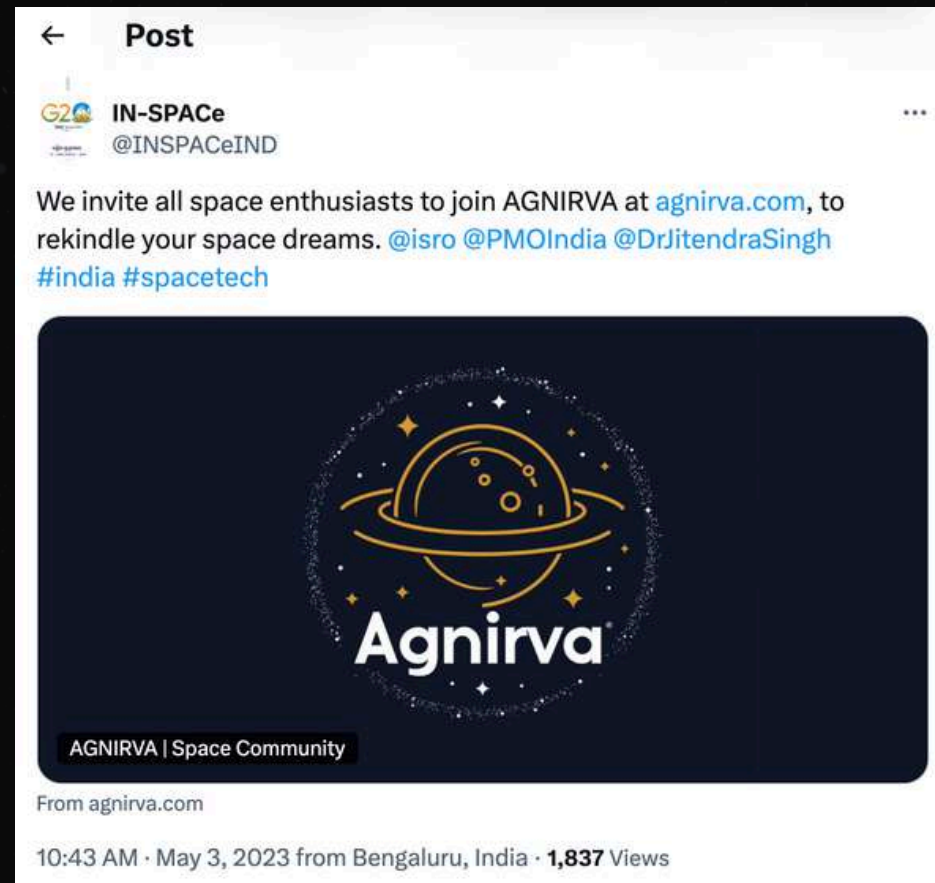 ← Post
G20
IN-SPACe
@INSPACeIND
We invite all space enthusiasts to join AGNIRVA at agnirva.com, to
rekindle your space dreams. @isro @PMOIndia @DrJitendraSingh
#india #spacetech
Agnirva
AGNIRVA | Space Community
From agnirva.com
10:43 AM · May 3, 2023 from Bengaluru, India · 1,837 Views